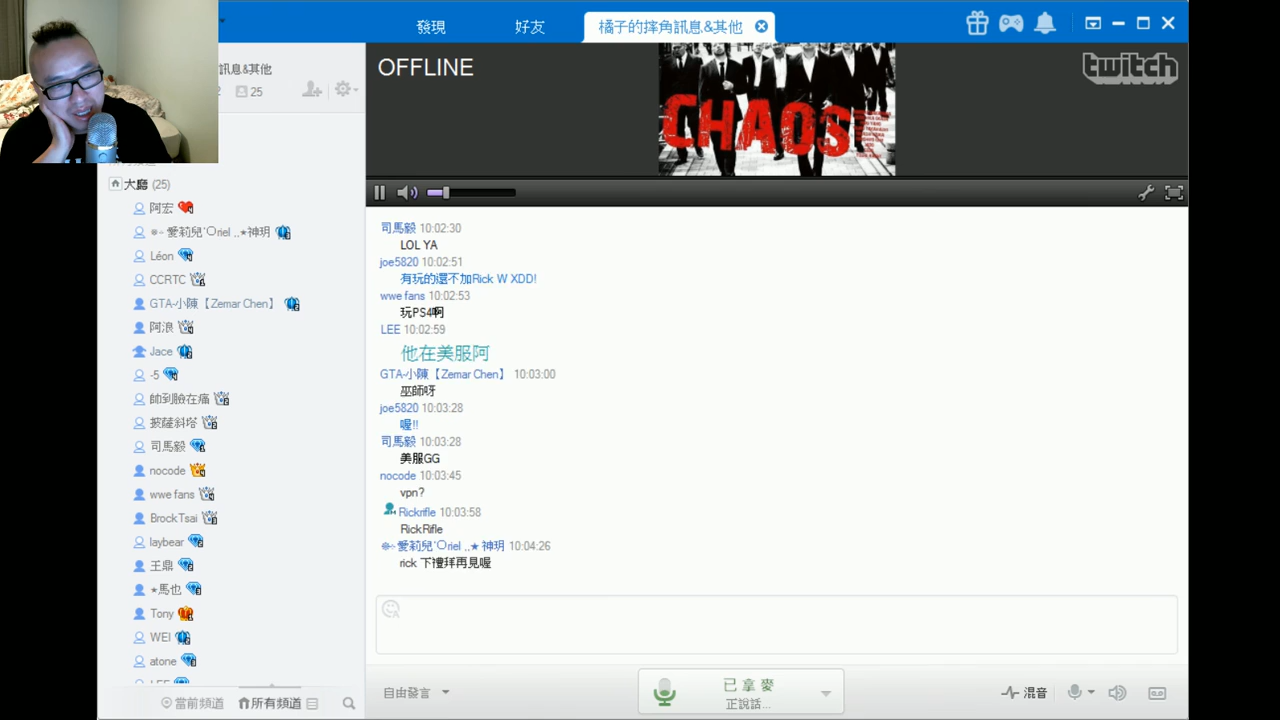 發現
好友
橘子的摔角訊息&其他
訊息&其他
25
OFFLINE
twitch
CHAOS
大廳 (25)
阿宏
愛莉兒'Oriel ,,★神玥
Léon
CCRTC
GTA-小陳【Zemar Chen】
阿浪
Jace
-5
帥到臉在痛
披薩斜塔
司馬毅
nocode
wwe fans
BrockTsai
laybear
王鼎
★馬也
Tony
WEI
atone
LEE
當前頻道
所有頻道
司馬毅 10:02:30
LOL YA
joe5820 10:02:51
有玩的還不加Rick W XDD!
wwe fans 10:02:53
玩PS4啊
LEE 10:02:59
他在美服阿
GTA-小陳【Zemar Chen】 10:03:00
巫師呀
joe5820 10:03:28
喔!!
司馬毅 10:03:28
美服GG
nocode 10:03:45
vpn?
Rickrifle 10:03:58
RickRifle
愛莉兒'Oriel ,,★ 神玥 10:04:26
rick 下禮拜再見喔
自由發言
已拿麥
正說話...
混音